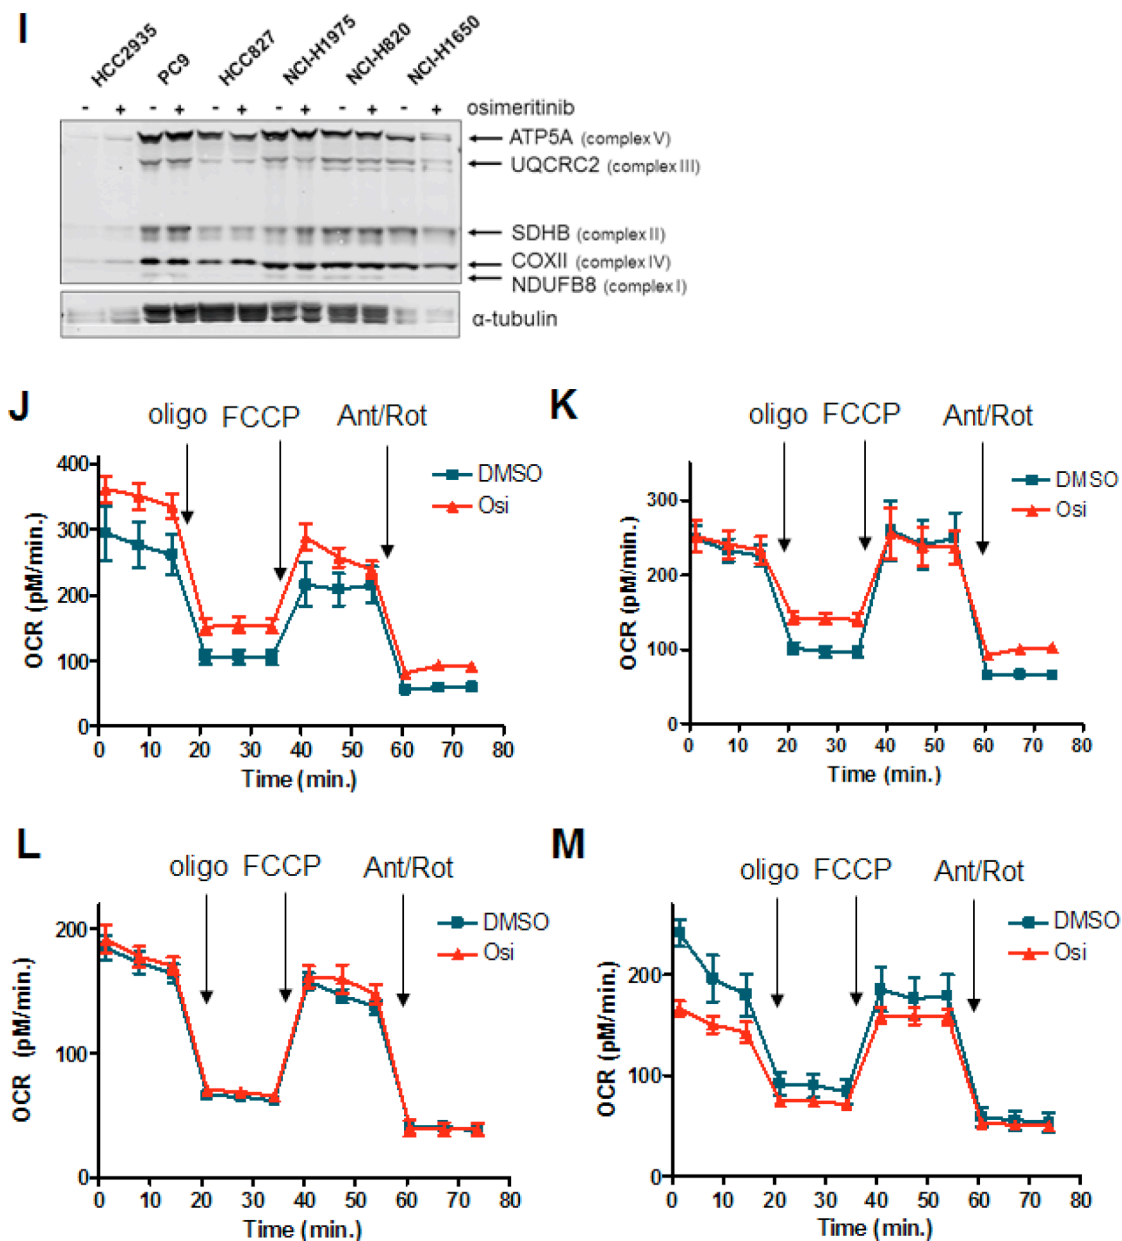 I
HCC2935 PC9 HCC827 NCI-H1975 NCI-H820 NCI-H1650
- + - + - + - + - + - + osimeritinib
ATP5A (complex V)
UQCRC2 (complex III)
SDHB (complex II)
COXII (complex IV)
NDUFB8 (complex I)
α-tubulin
J
oligo FCCP Ant/Rot
DMSO
Osi
OCR (pM/min.)
400
300
200
100
0
0 10 20 30 40 50 60 70 80
Time (min.)
K
oligo FCCP Ant/Rot
DMSO
Osi
OCR (pM/min.)
300
200
100
0
0 10 20 30 40 50 60 70 80
Time (min.)
L
oligo FCCP Ant/Rot
DMSO
Osi
OCR (pM/min.)
200
100
0
0 10 20 30 40 50 60 70 80
Time (min.)
M
oligo FCCP Ant/Rot
DMSO
Osi
OCR (pM/min.)
200
100
0
0 10 20 30 40 50 60 70 80
Time (min.)